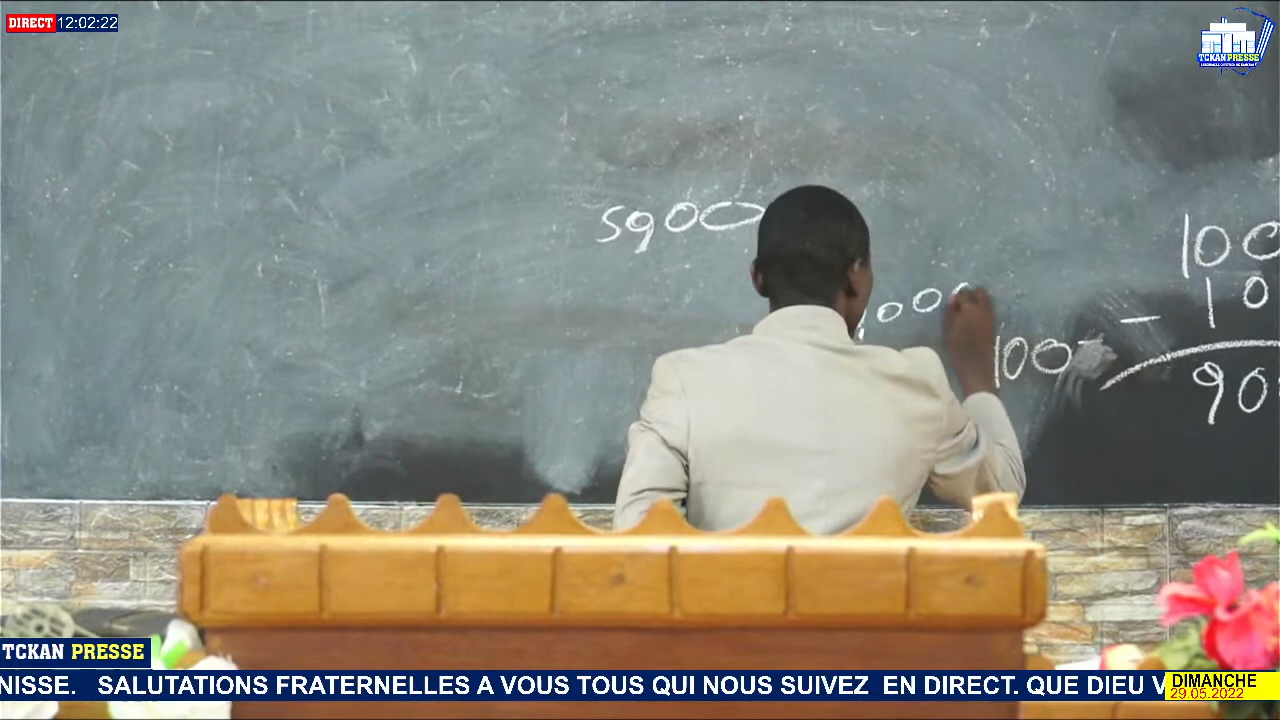 DIRECT 12:02:22
TCKAN PRESSE
5900
100
1000
10
100
90
TCKAN PRESSE
NISSE. SALUTATIONS FRATERNELLES A VOUS TOUS QUI NOUS SUIVEZ EN DIRECT. QUE DIEU V
DIMANCHE
29.05.2022